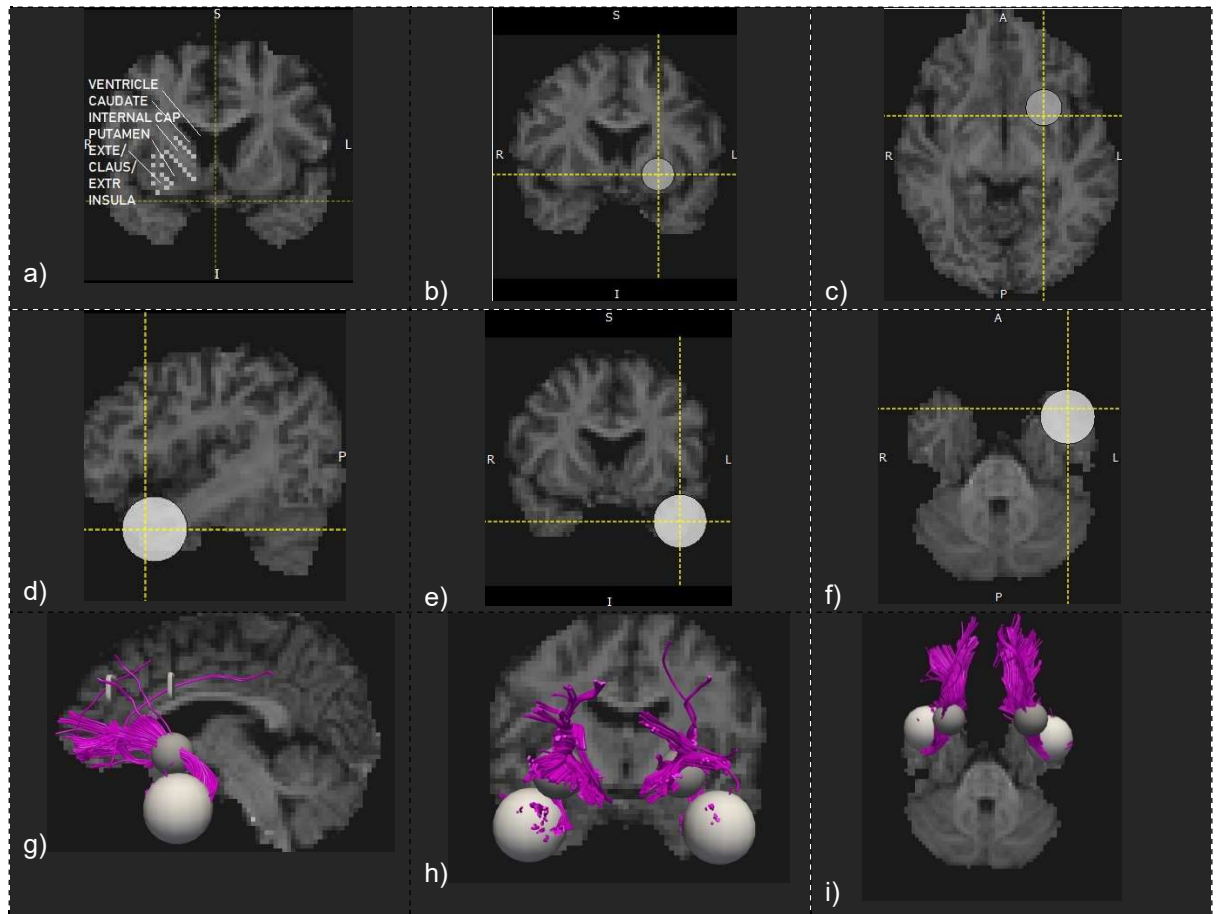 S
VENTRICLE
CAUDATE
INTERNAL CAP
PUTAMEN
R EXTE/ L
CLAUS/
EXTR
INSULA
I
a)
S
R L
I
b)
A
R L
P
c)
P
d)
S
R L
I
e)
A
R L
P
f)
g)
h)
i)